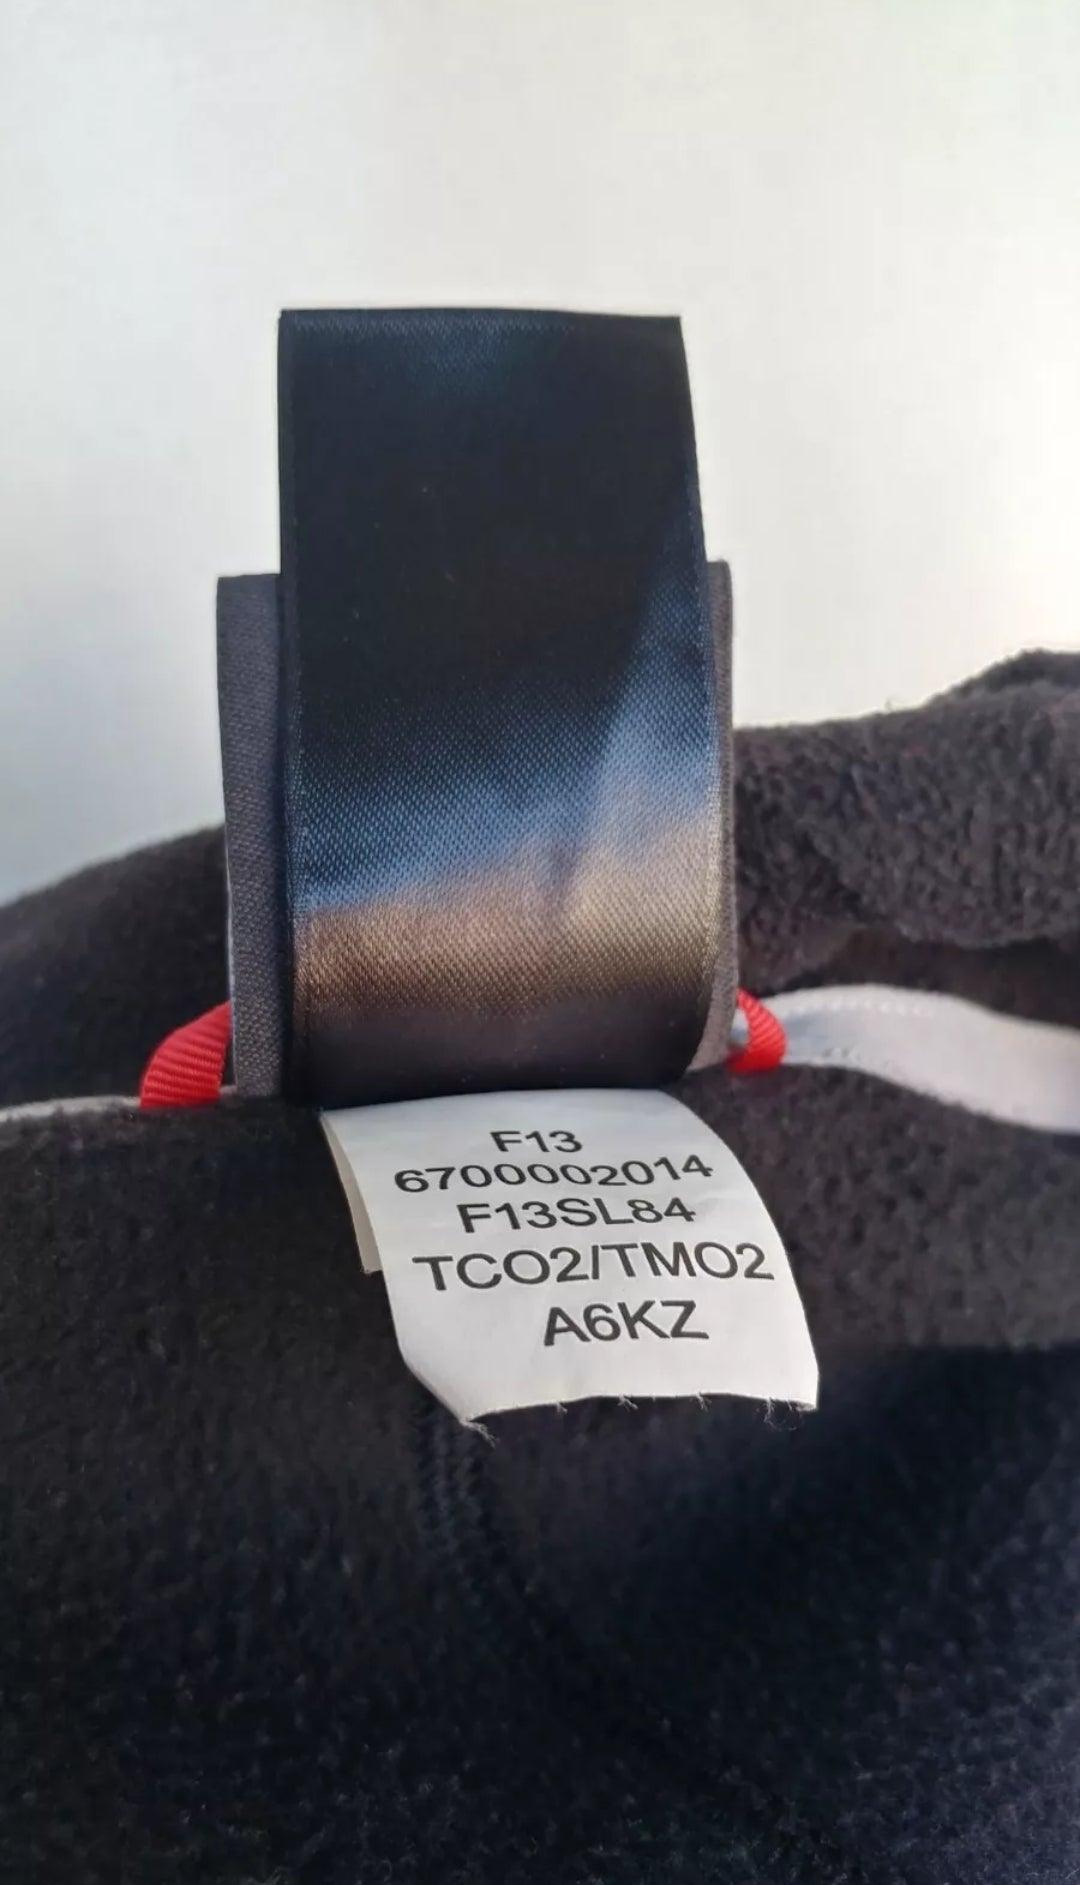 F13
6700002014
F13SL84
TCO2/TMO2
A6KZ